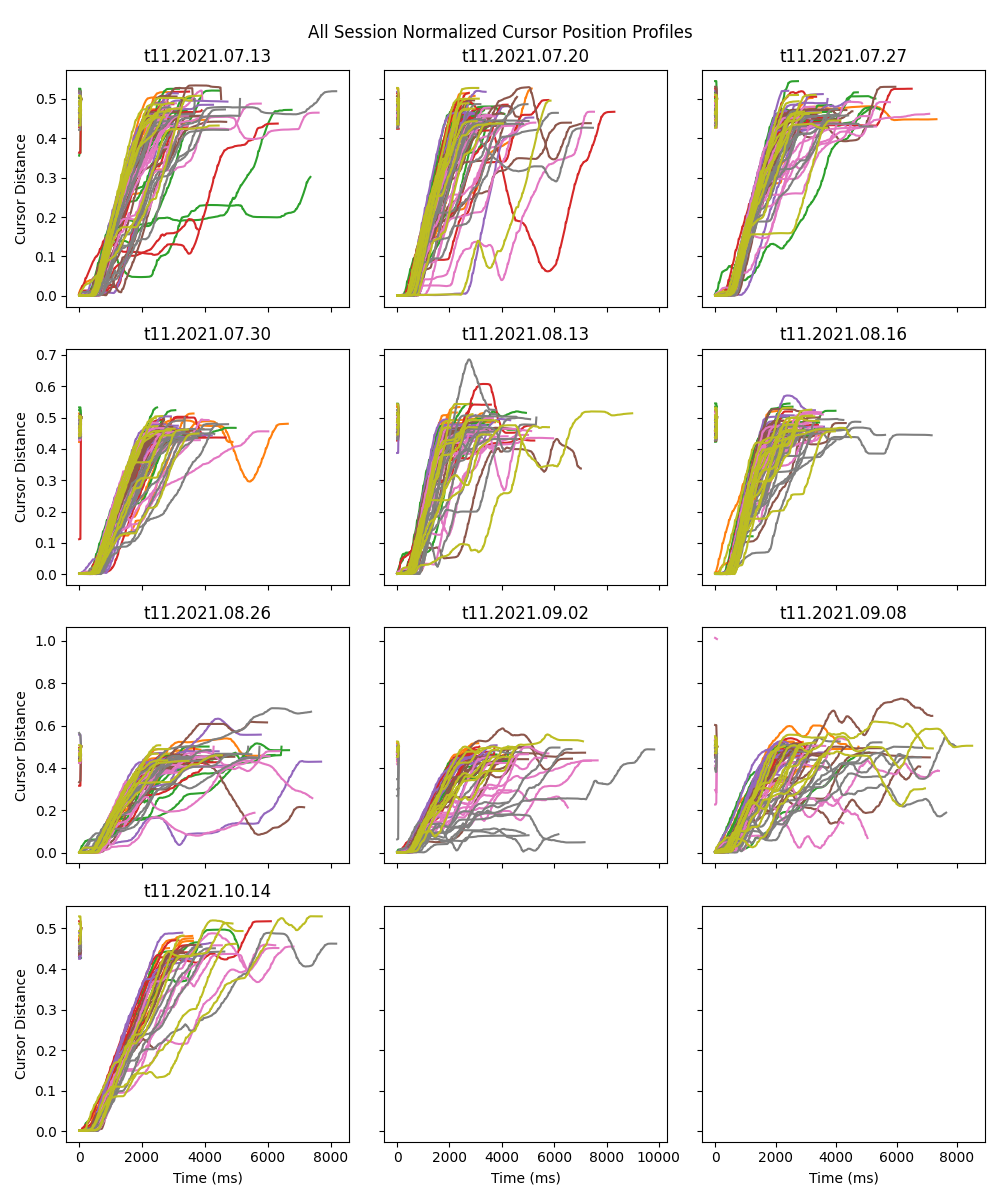 All Session Normalized Cursor Position Profiles
t11.2021.07.13
t11.2021.07.20
t11.2021.07.27
0.5
0.4
0.3
0.2
0.1
0.0
Cursor Distance
t11.2021.07.30
t11.2021.08.13
t11.2021.08.16
0.7
0.6
0.5
0.4
0.3
0.2
0.1
0.0
Cursor Distance
t11.2021.08.26
t11.2021.09.02
t11.2021.09.08
1.0
0.8
0.6
0.4
0.2
0.0
Cursor Distance
t11.2021.10.14
0.5
0.4
0.3
0.2
0.1
0.0
Cursor Distance
0 2000 4000 6000 8000
0 2000 4000 6000 8000 10000
0 2000 4000 6000 8000
Time (ms)
Time (ms)
Time (ms)